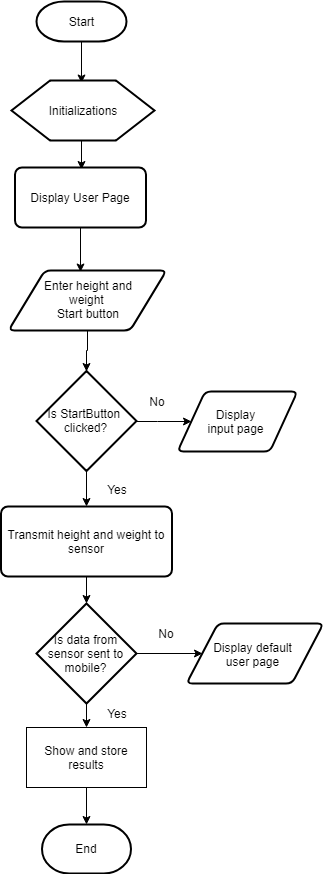 Start
Initializations
Display User Page
Enter height and
weight
Start button
Is StartButton
clicked?
No
Display
input page
Yes
Transmit height and weight to
sensor
Is data from
sensor sent to
mobile?
No
Display default
user page
Yes
Show and store
results
End